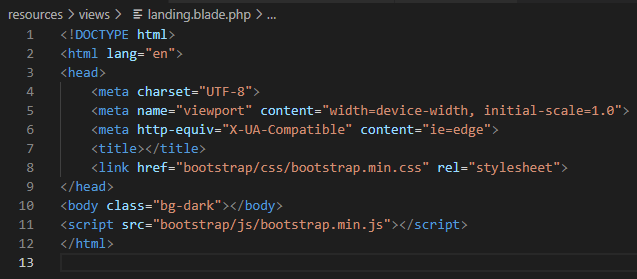 resources > views > landing.blade.php > ...
1 <!DOCTYPE html>
2 <html lang="en">
3 <head>
4     <meta charset="UTF-8">
5     <meta name="viewport" content="width=device-width, initial-scale=1.0">
6     <meta http-equiv="X-UA-Compatible" content="ie=edge">
7     <title></title>
8     <link href="bootstrap/css/bootstrap.min.css" rel="stylesheet">
9 </head>
10 <body class="bg-dark"></body>
11 <script src="bootstrap/js/bootstrap.min.js"></script>
12 </html>
13